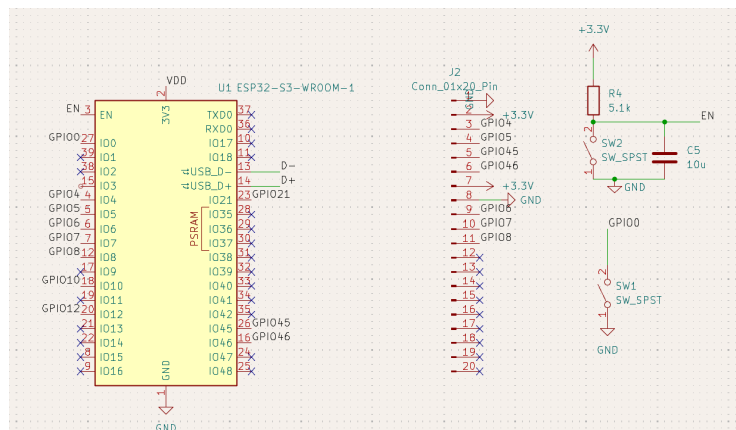 VDD
U1 ESP32-S3-WROOM-1
2
3V3
EN 3 EN
GPIO0 27 IO0
39 IO1
38 IO2
15 IO3
GPIO4 4 IO4
GPIO5 5 IO5
GPIO6 6 IO6
GPIO7 7 IO7
GPIO8 12 IO8
17 IO9
GPIO10 18 IO10
19 IO11
GPIO12 20 IO12
21 IO13
22 IO14
8 IO15
9 IO16
TXD0 37
RXD0 36
IO17 10
IO18 11
USB_D- 13 D-
USB_D+ 14 D+
IO21 23 GPIO21
IO35 28
IO36 29
IO37 30
IO38 31
IO39 32
IO40 33
IO41 34
IO42 35
IO45 26 GPIO45
IO46 16 GPIO46
IO47 24
IO48 25
PSRAM
GND
1
GND
J2
Conn_01x20_Pin
GND
2 +3.3V
3 GPIO4
4 GPIO5
5 GPIO45
6 GPIO46
7 +3.3V
8 GND
9 GPIO6
10 GPIO7
11 GPIO8
12
13
14
15
16
17
18
19
20
+3.3V
R4
5.1k
EN
2
SW2
SW_SPST
1
C5
10u
GND
GPIO0
2
SW1
SW_SPST
1
GND